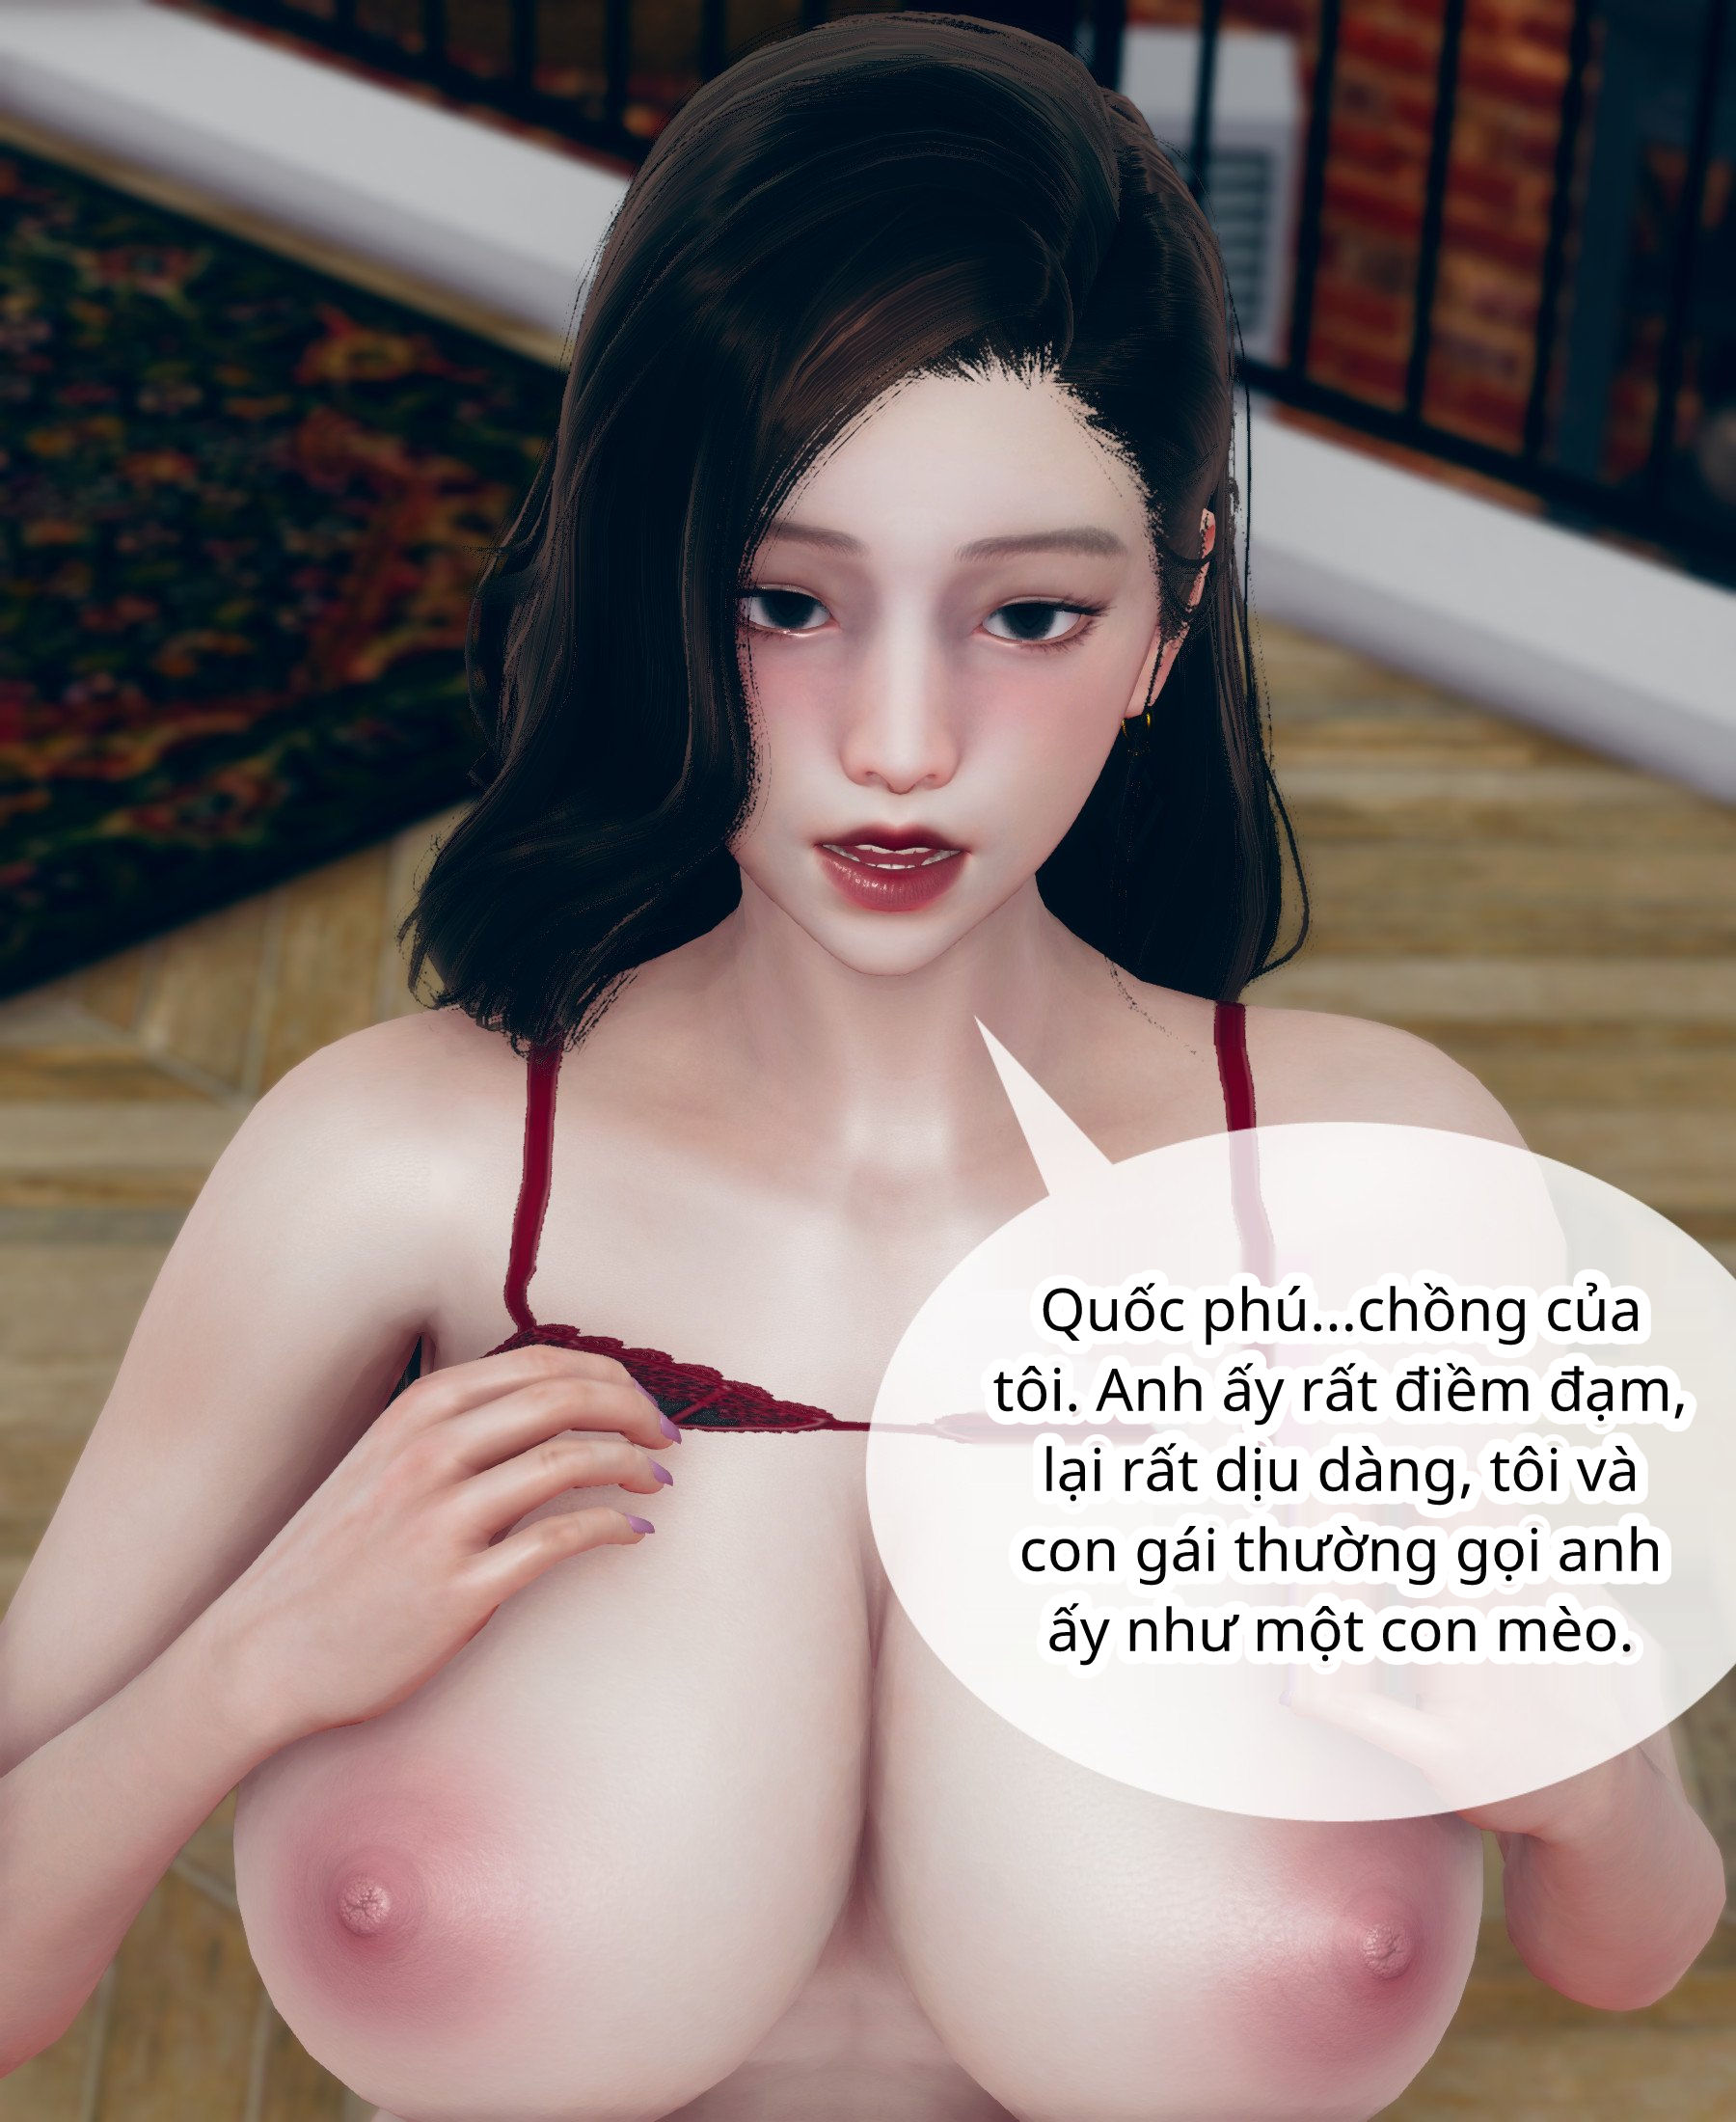 Quốc phú...chồng của
tôi. Anh ấy rất điềm đạm,
lại rất dịu dàng, tôi và
con gái thường gọi anh
ấy như một con mèo.